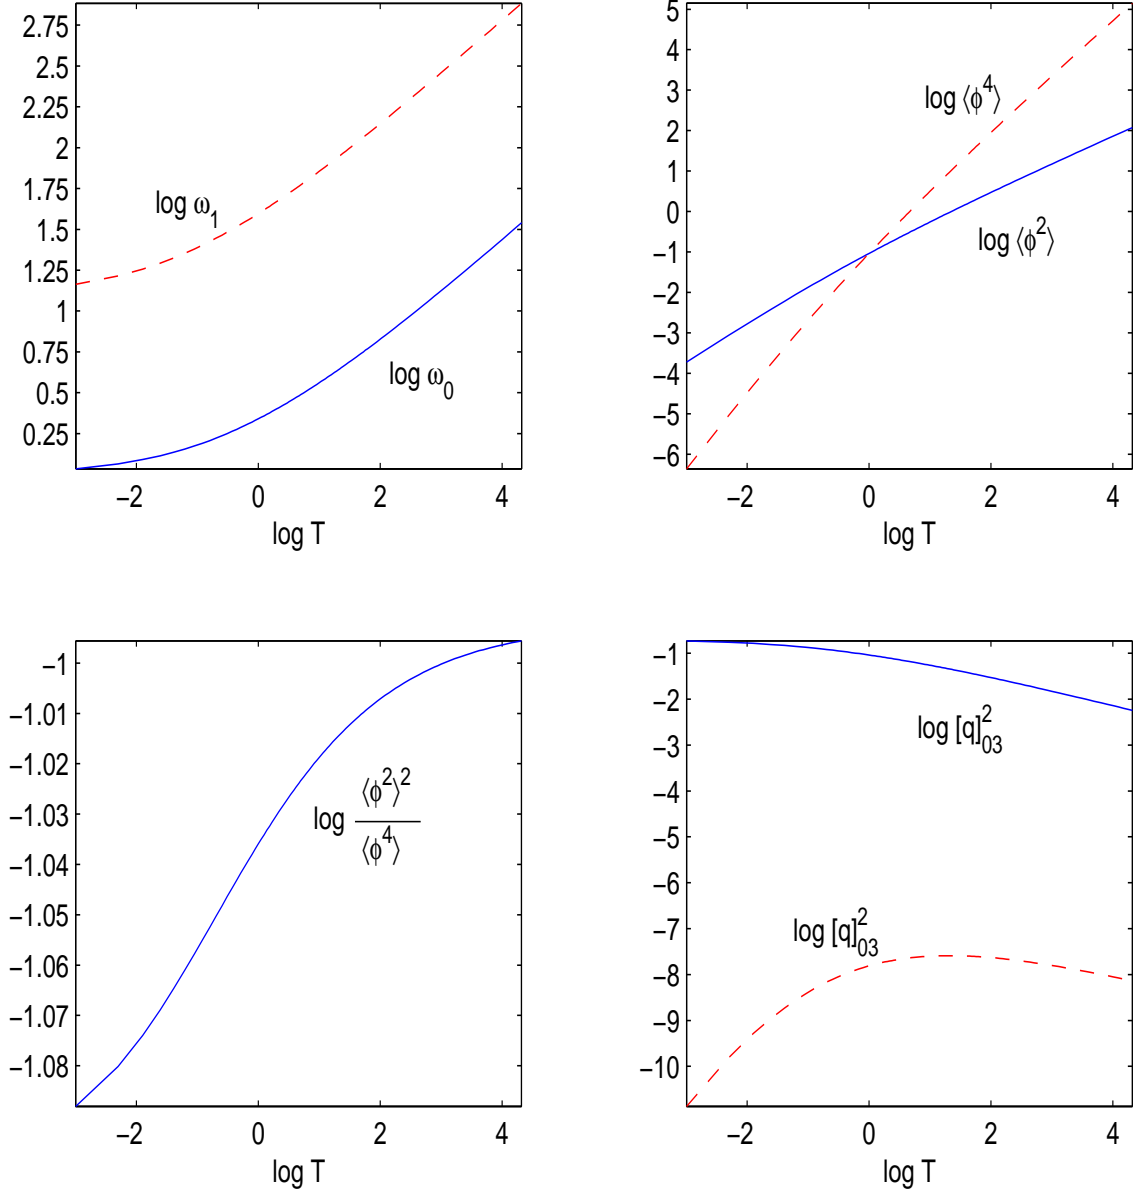 2.75
2.5
2.25
2
1.75
1.5
1.25
1
0.75
0.5
0.25
log ω₁
log ω₀
−2 0 2 4
log T
5
4
3
2
1
0
−1
−2
−3
−4
−5
−6
log ⟨ϕ⁴⟩
log ⟨ϕ²⟩
−2 0 2 4
log T
−1
−1.01
−1.02
−1.03
−1.04
−1.05
−1.06
−1.07
−1.08
log ⟨ϕ²⟩² / ⟨ϕ⁴⟩
−2 0 2 4
log T
−1
−2
−3
−4
−5
−6
−7
−8
−9
−10
log [q]²₀₃
log [q]²₀₃
−2 0 2 4
log T